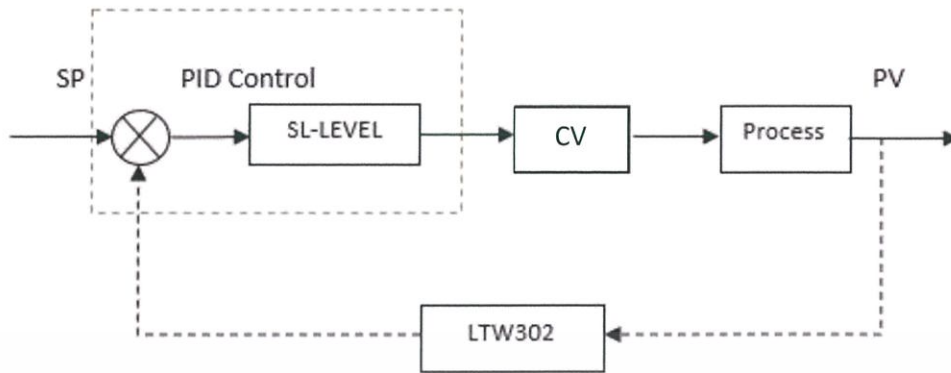 SP
PID Control
PV
SL-LEVEL
CV
Process
LTW302